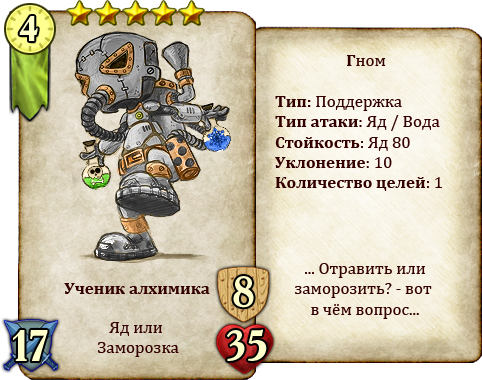 4
Ученик алхимика
8
Яд или
Заморозка
17
35
Гном
Тип: Поддержка
Тип атаки: Яд / Вода
Стойкость: Яд 80
Уклонение: 10
Количество целей: 1
... Отравить или
заморозить? - вот
в чём вопрос...